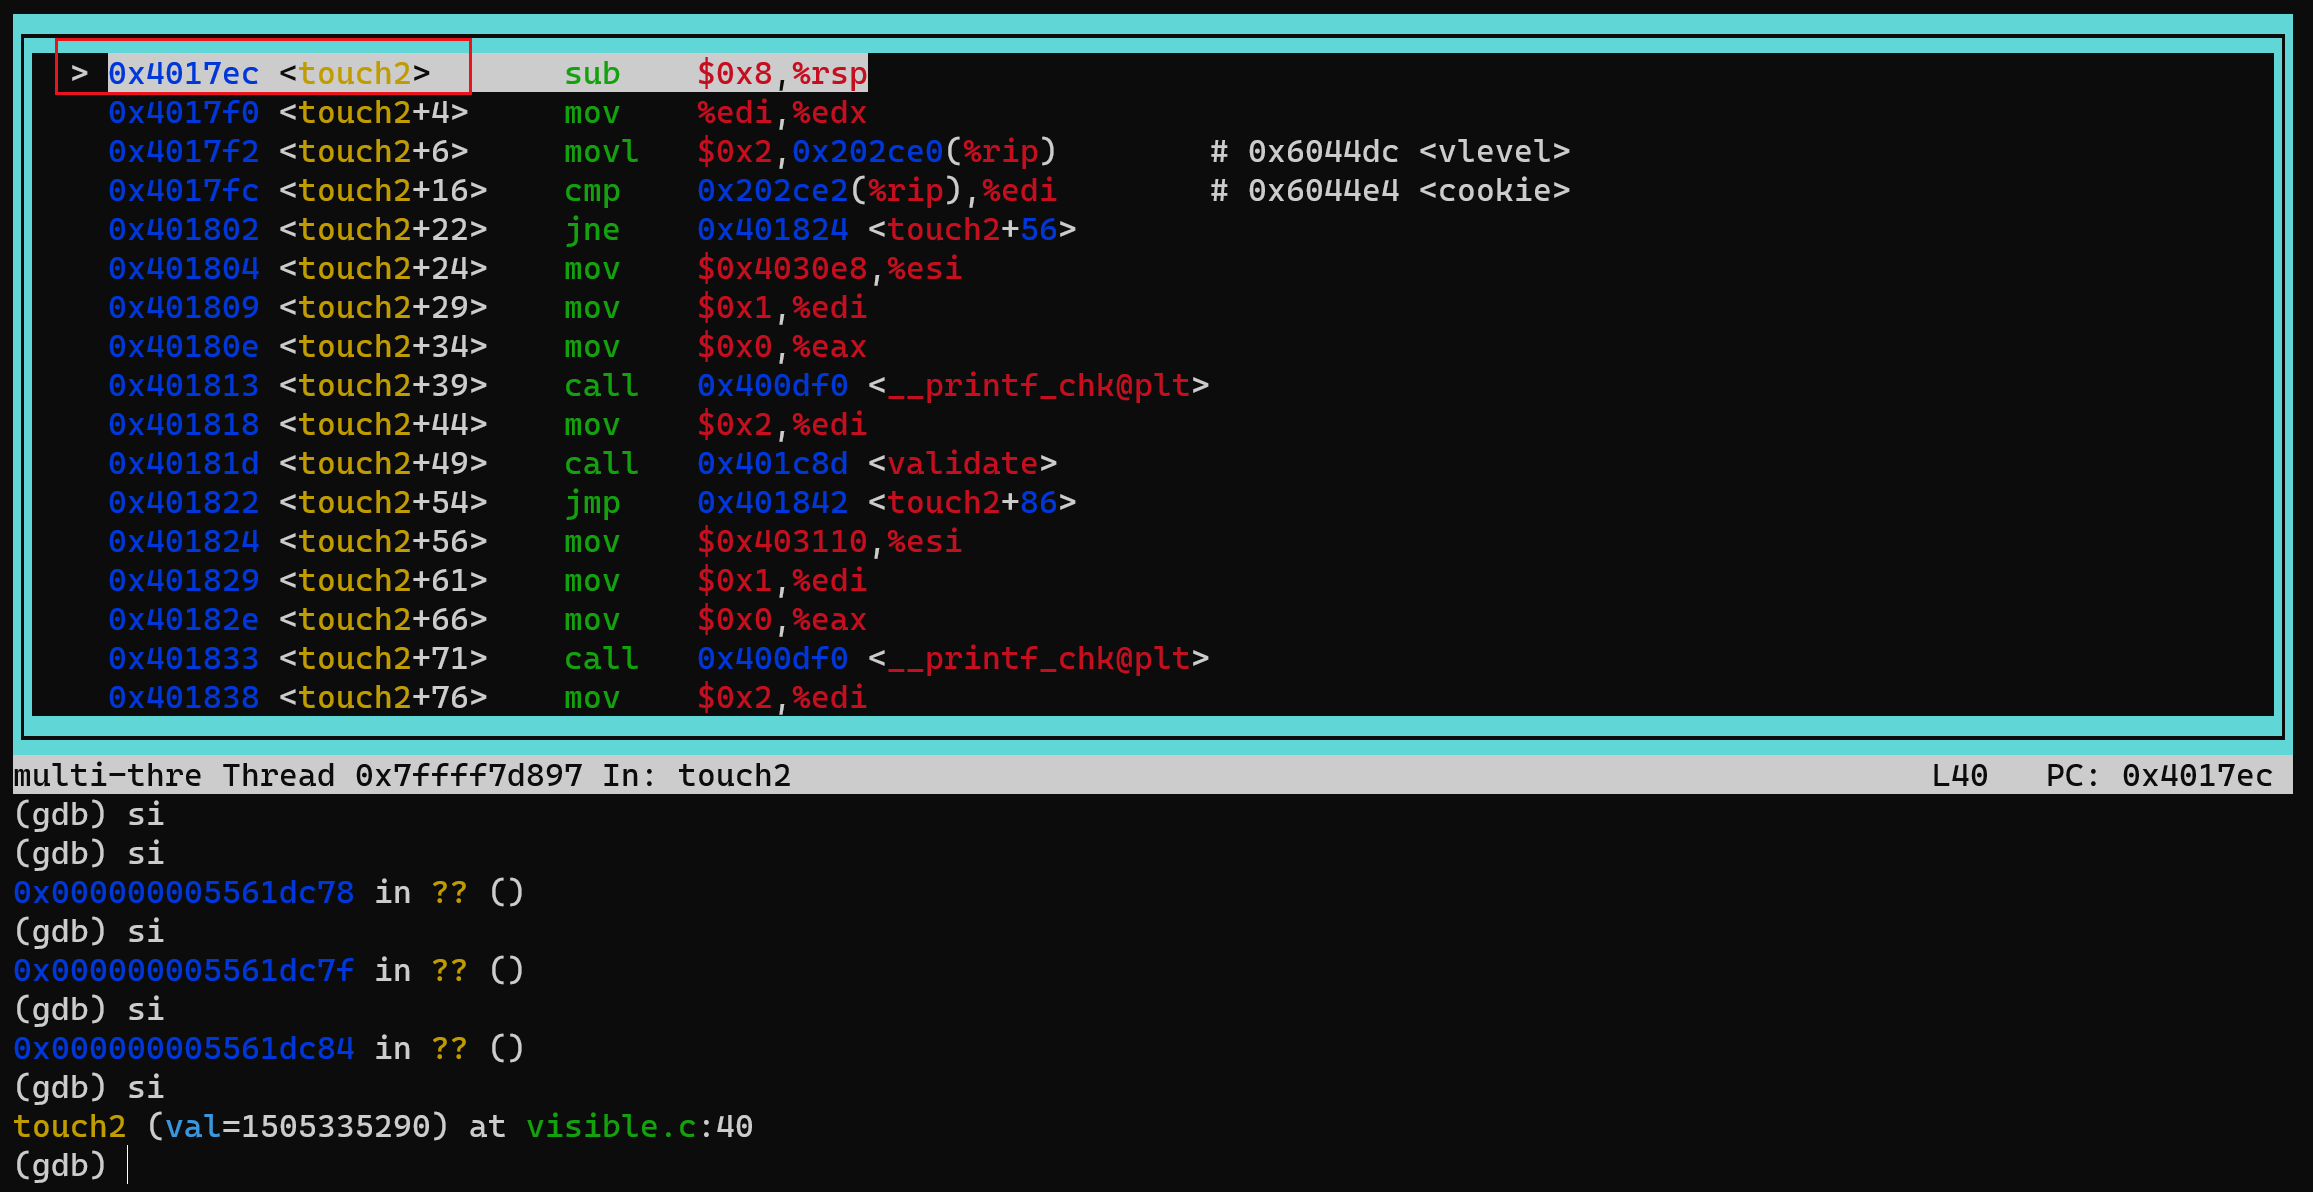 > 0x4017ec <touch2> sub $0x8,%rsp
0x4017f0 <touch2+4> mov %edi,%edx
0x4017f2 <touch2+6> movl $0x2,0x202ce0(%rip) # 0x6044dc <vlevel>
0x4017fc <touch2+16> cmp 0x202ce2(%rip),%edi # 0x6044e4 <cookie>
0x401802 <touch2+22> jne 0x401824 <touch2+56>
0x401804 <touch2+24> mov $0x4030e8,%esi
0x401809 <touch2+29> mov $0x1,%edi
0x40180e <touch2+34> mov $0x0,%eax
0x401813 <touch2+39> call 0x400df0 <__printf_chk@plt>
0x401818 <touch2+44> mov $0x2,%edi
0x40181d <touch2+49> call 0x401c8d <validate>
0x401822 <touch2+54> jmp 0x401842 <touch2+86>
0x401824 <touch2+56> mov $0x403110,%esi
0x401829 <touch2+61> mov $0x1,%edi
0x40182e <touch2+66> mov $0x0,%eax
0x401833 <touch2+71> call 0x400df0 <__printf_chk@plt>
0x401838 <touch2+76> mov $0x2,%edi
multi-thre Thread 0x7ffff7d897 In: touch2 L40 PC: 0x4017ec
(gdb) si
(gdb) si
0x000000005561dc78 in ?? ()
(gdb) si
0x000000005561dc7f in ?? ()
(gdb) si
0x000000005561dc84 in ?? ()
(gdb) si
touch2 (val=1505335290) at visible.c:40
(gdb)